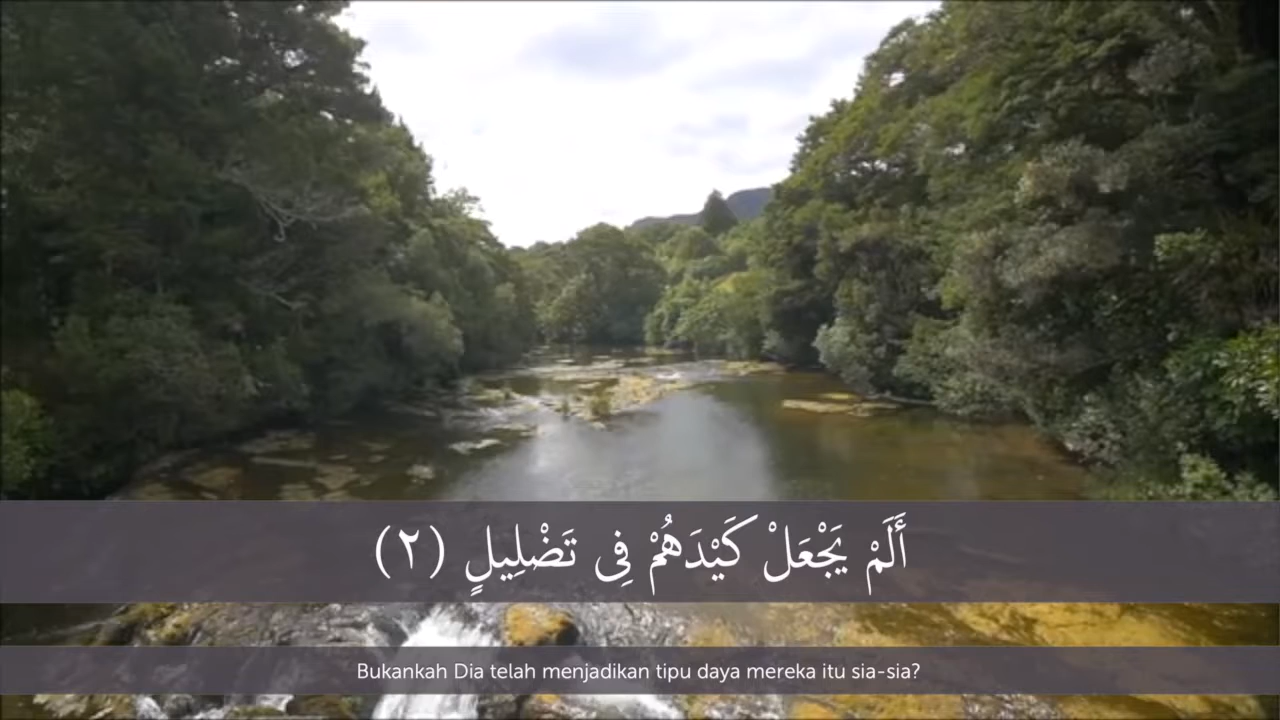 أَلَمْ يَجْعَلْ كَيْدَهُمْ فِى تَضْلِيلٍ (٢)
Bukankah Dia telah menjadikan tipu daya mereka itu sia-sia?